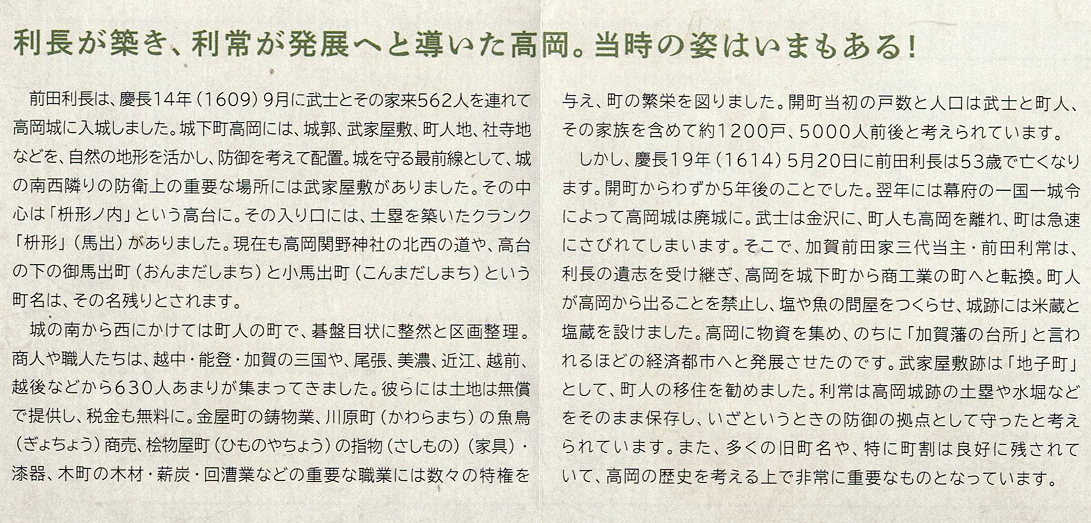 利長が築き、利常が発展へと導いた高岡。当時の姿はいまもある!
前田利長は、慶長14年(1609)9月に武士とその家来562人を連れて
高岡城に入城しました。城下町高岡には、城郭、武家屋敷、町人地、社寺地
などを、自然の地形を活かし、防御を考えて配置。城を守る最前線として、城
の南西隣りの防衛上の重要な場所には武家屋敷がありました。その中
心は「枡形ノ内」という高台に。その入り口には、土塁を築いたクランク
「枡形」(馬出)がありました。現在も高岡関野神社の北西の道や、高台
の下の御馬出町(おんまだしまち)と小馬出町(こんまだしまち)という
町名は、その名残りとされます。
城の南から西にかけては町人の町で、碁盤目状に整然と区画整理。
商人や職人たちは、越中・能登・加賀の三国や、尾張、美濃、近江、越前、
越後などから630人あまりが集まってきました。彼らには土地は無償
で提供し、税金も無料に。金屋町の鋳物業、川原町(かわらまち)の魚鳥
(ぎょちょう)商売、桧物屋町(ひものやちょう)の指物(さしもの)(家具)・
漆器、木町の木材・薪炭・回漕業などの重要な職業には数々の特権を
与え、町の繁栄を図りました。開町当初の戸数と人口は武士と町人、
その家族を含めて約1200戸、5000人前後と考えられています。
しかし、慶長19年(1614)5月20日に前田利長は53歳で亡くなり
ます。開町からわずか5年後のことでした。翌年には幕府の一国一城令
によって高岡城は廃城に。武士は金沢に、町人も高岡を離れ、町は急速
にさびれてしまいます。そこで、加賀前田家三代当主・前田利常は、
利長の遺志を受け継ぎ、高岡を城下町から商工業の町へと転換。町人
が高岡から出ることを禁止し、塩や魚の問屋をつくらせ、城跡には米蔵と
塩蔵を設けました。高岡に物資を集め、のちに「加賀藩の台所」と言わ
れるほどの経済都市へと発展させたのです。武家屋敷跡は「地子町」
として、町人の移住を勧めました。利常は高岡城跡の土塁や水堀など
をそのまま保存し、いざというときの防御の拠点として守ったと考え
られています。また、多くの旧町名や、特に町割は良好に残されて
いて、高岡の歴史を考える上で非常に重要なものとなっています。